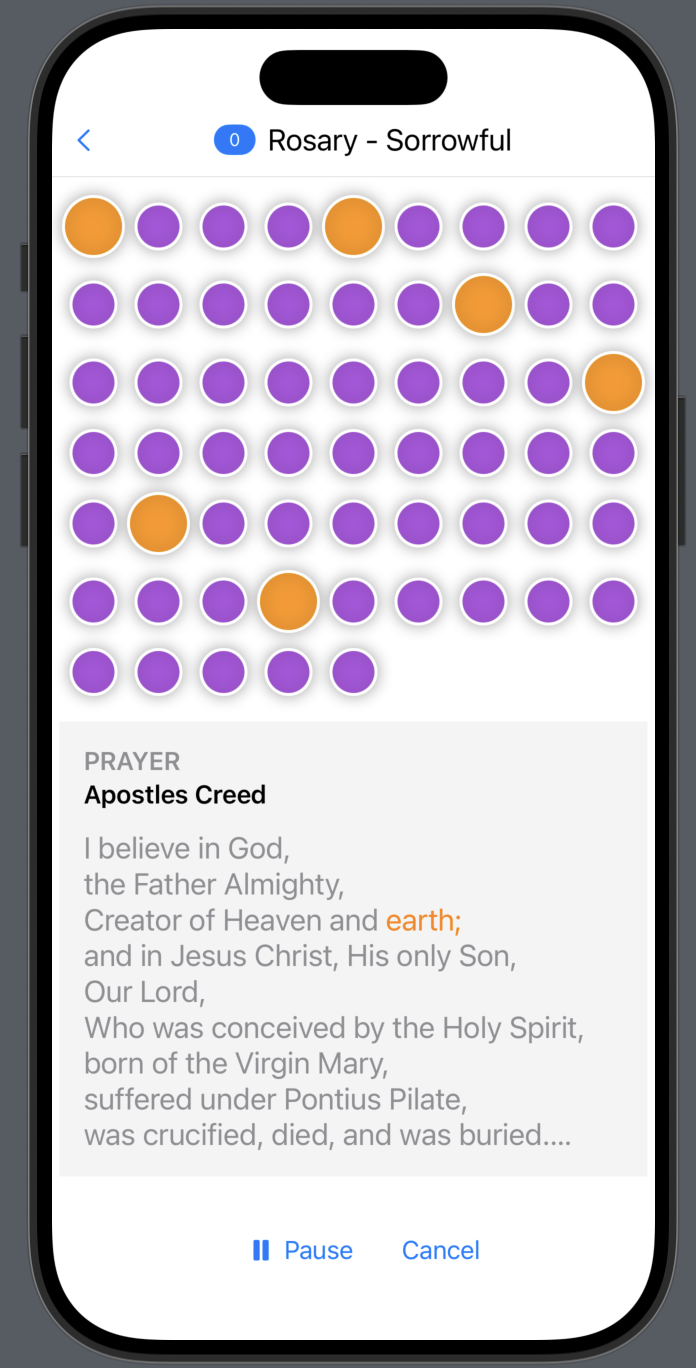 0 Rosary - Sorrowful
PRAYER
Apostles Creed
I believe in God,
the Father Almighty,
Creator of Heaven and earth;
and in Jesus Christ, His only Son,
Our Lord,
Who was conceived by the Holy Spirit,
born of the Virgin Mary,
suffered under Pontius Pilate,
was crucified, died, and was buried....
Pause Cancel